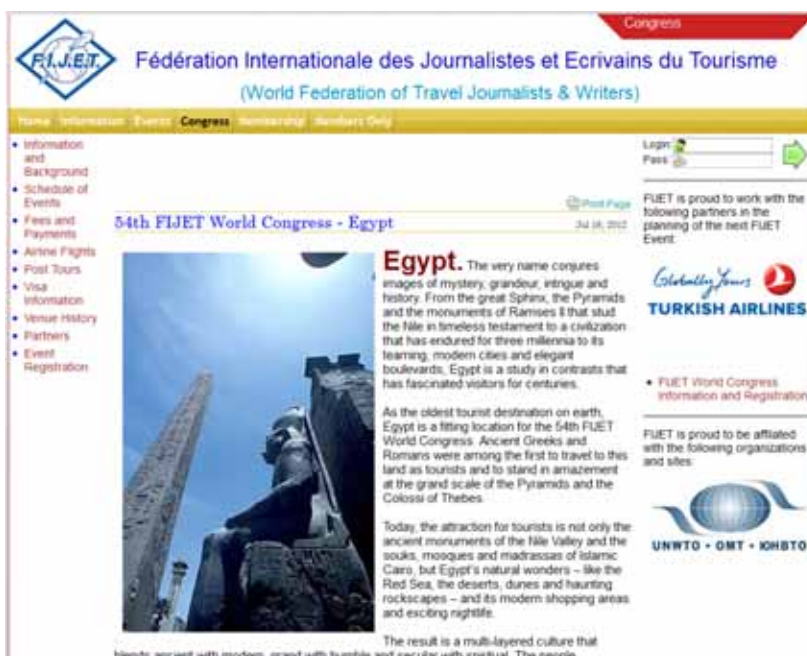 Congress
F.I.J.E.T.
Fédération Internationale des Journalistes et Ecrivains du Tourisme
(World Federation of Travel Journalists & Writers)
Home Information Events Congress Membership Members Only
Information
and
Background
Schedule of
Events
Fees and
Payments
Airline Flights
Post Tours
Visa
Information
Venue History
Partners
Event
Registration
Print Page
54th FIJET World Congress - Egypt
Jul 16, 2012
Egypt. The very name conjures
images of mystery, grandeur, intrigue and
history. From the great Sphinx, the Pyramids
and the monuments of Ramses II that stud
the Nile in timeless testament to a civilization
that has endured for three millennia to its
teaming, modern cities and elegant
boulevards, Egypt is a study in contrasts that
has fascinated visitors for centuries.
As the oldest tourist destination on earth,
Egypt is a fitting location for the 54th FIJET
World Congress. Ancient Greeks and
Romans were among the first to travel to this
land as tourists and to stand in amazement
at the grand scale of the Pyramids and the
Colossi of Thebes.
Today, the attraction for tourists is not only the
ancient monuments of the Nile Valley and the
souks, mosques and madrassas of Islamic
Cairo, but Egypt's natural wonders – like the
Red Sea, the deserts, dunes and haunting
rockscapes – and its modern shopping areas
and exciting nightlife.
The result is a multi-layered culture that
blends ancient with modern, grand with humble and secular with spiritual. The people
Login:
Pass:
FIJET is proud to work with the
following partners in the
planning of the next FIJET
Event:
Globally Yours
TURKISH AIRLINES
FIJET World Congress
Information and Registration
FIJET is proud to be affiliated
with the following organizations
and sites:
UNWTO • OMT • ЮНВТО